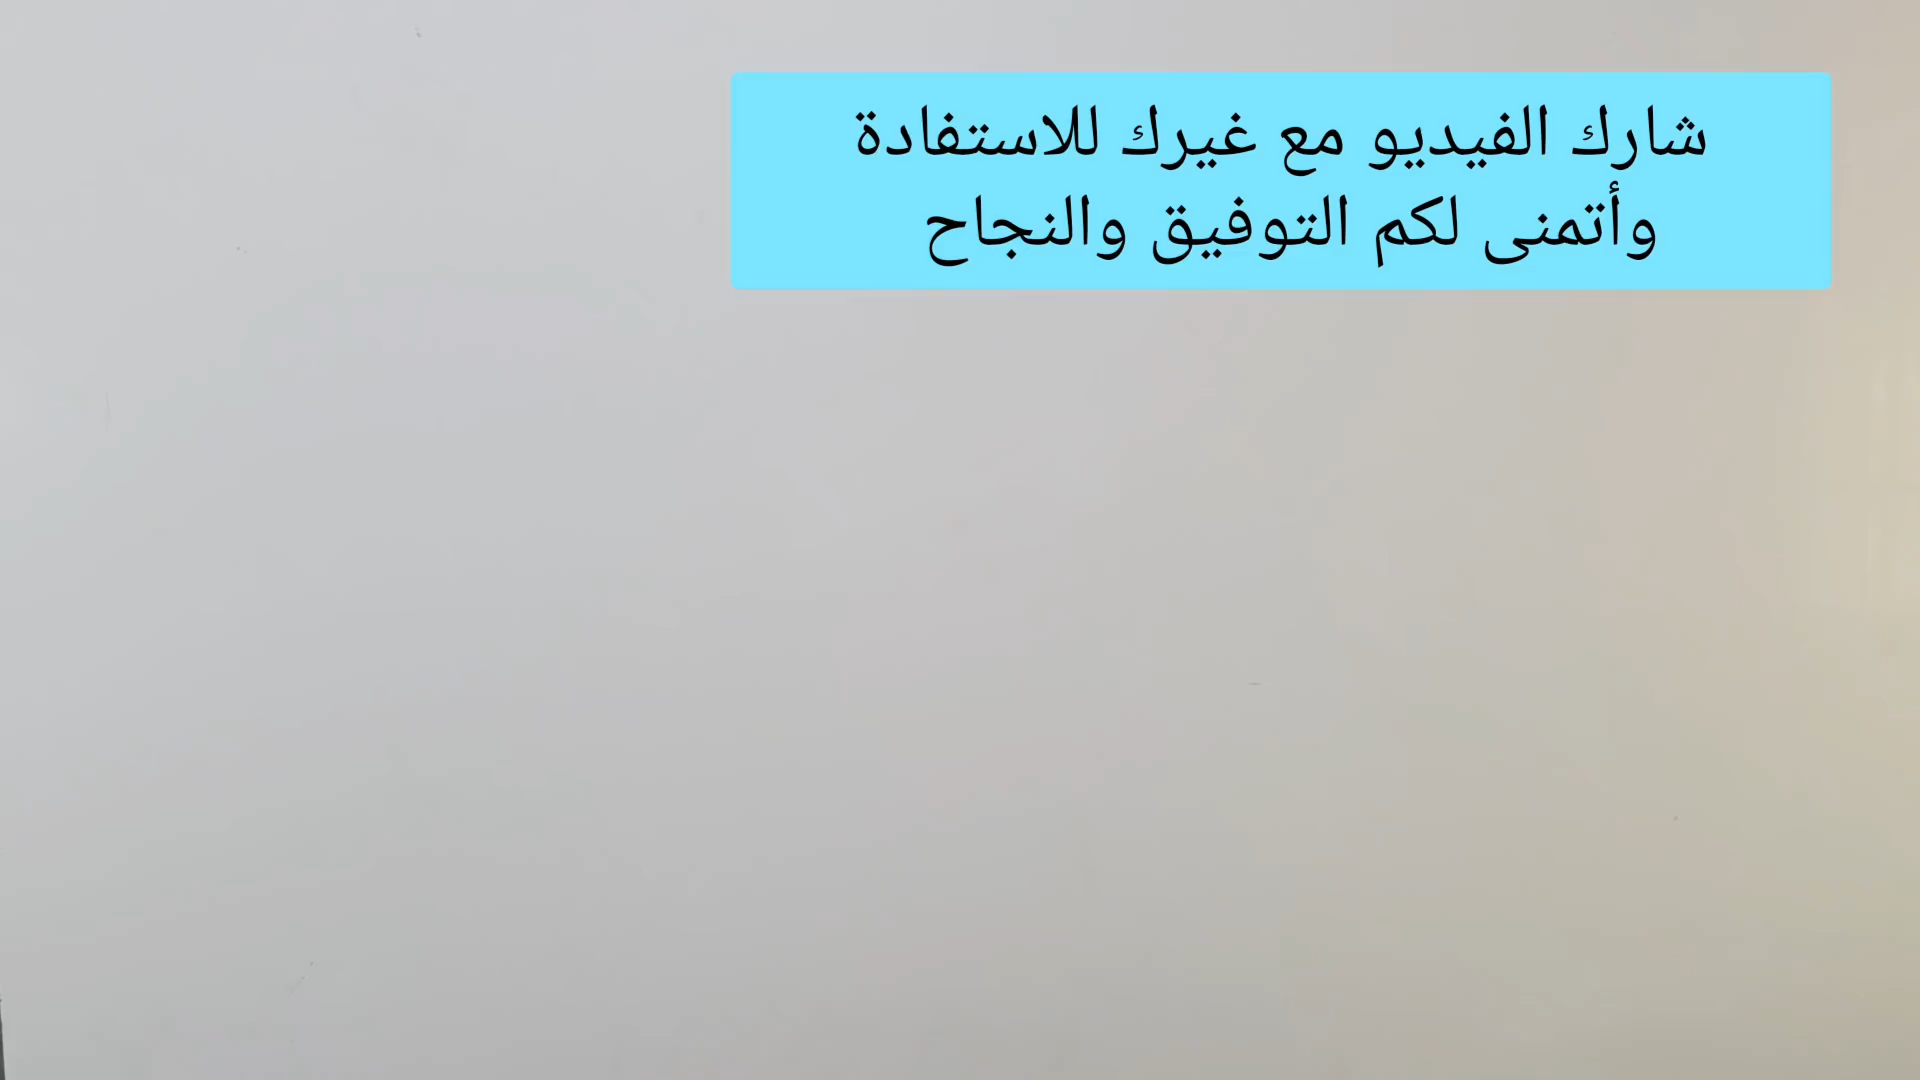 شارك الفيديو مع غيرك للاستفادة
وأتمنى لكم التوفيق والنجاح